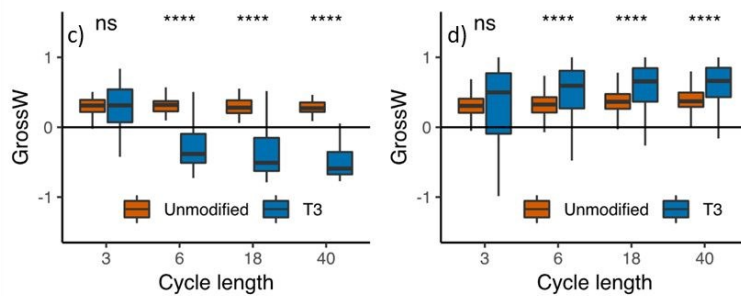 c) ns **** **** ****
GrossW
1
0
-1
Unmodified T3
3 6 18 40
Cycle length
d) ns **** **** ****
GrossW
1
0
-1
Unmodified T3
3 6 18 40
Cycle length